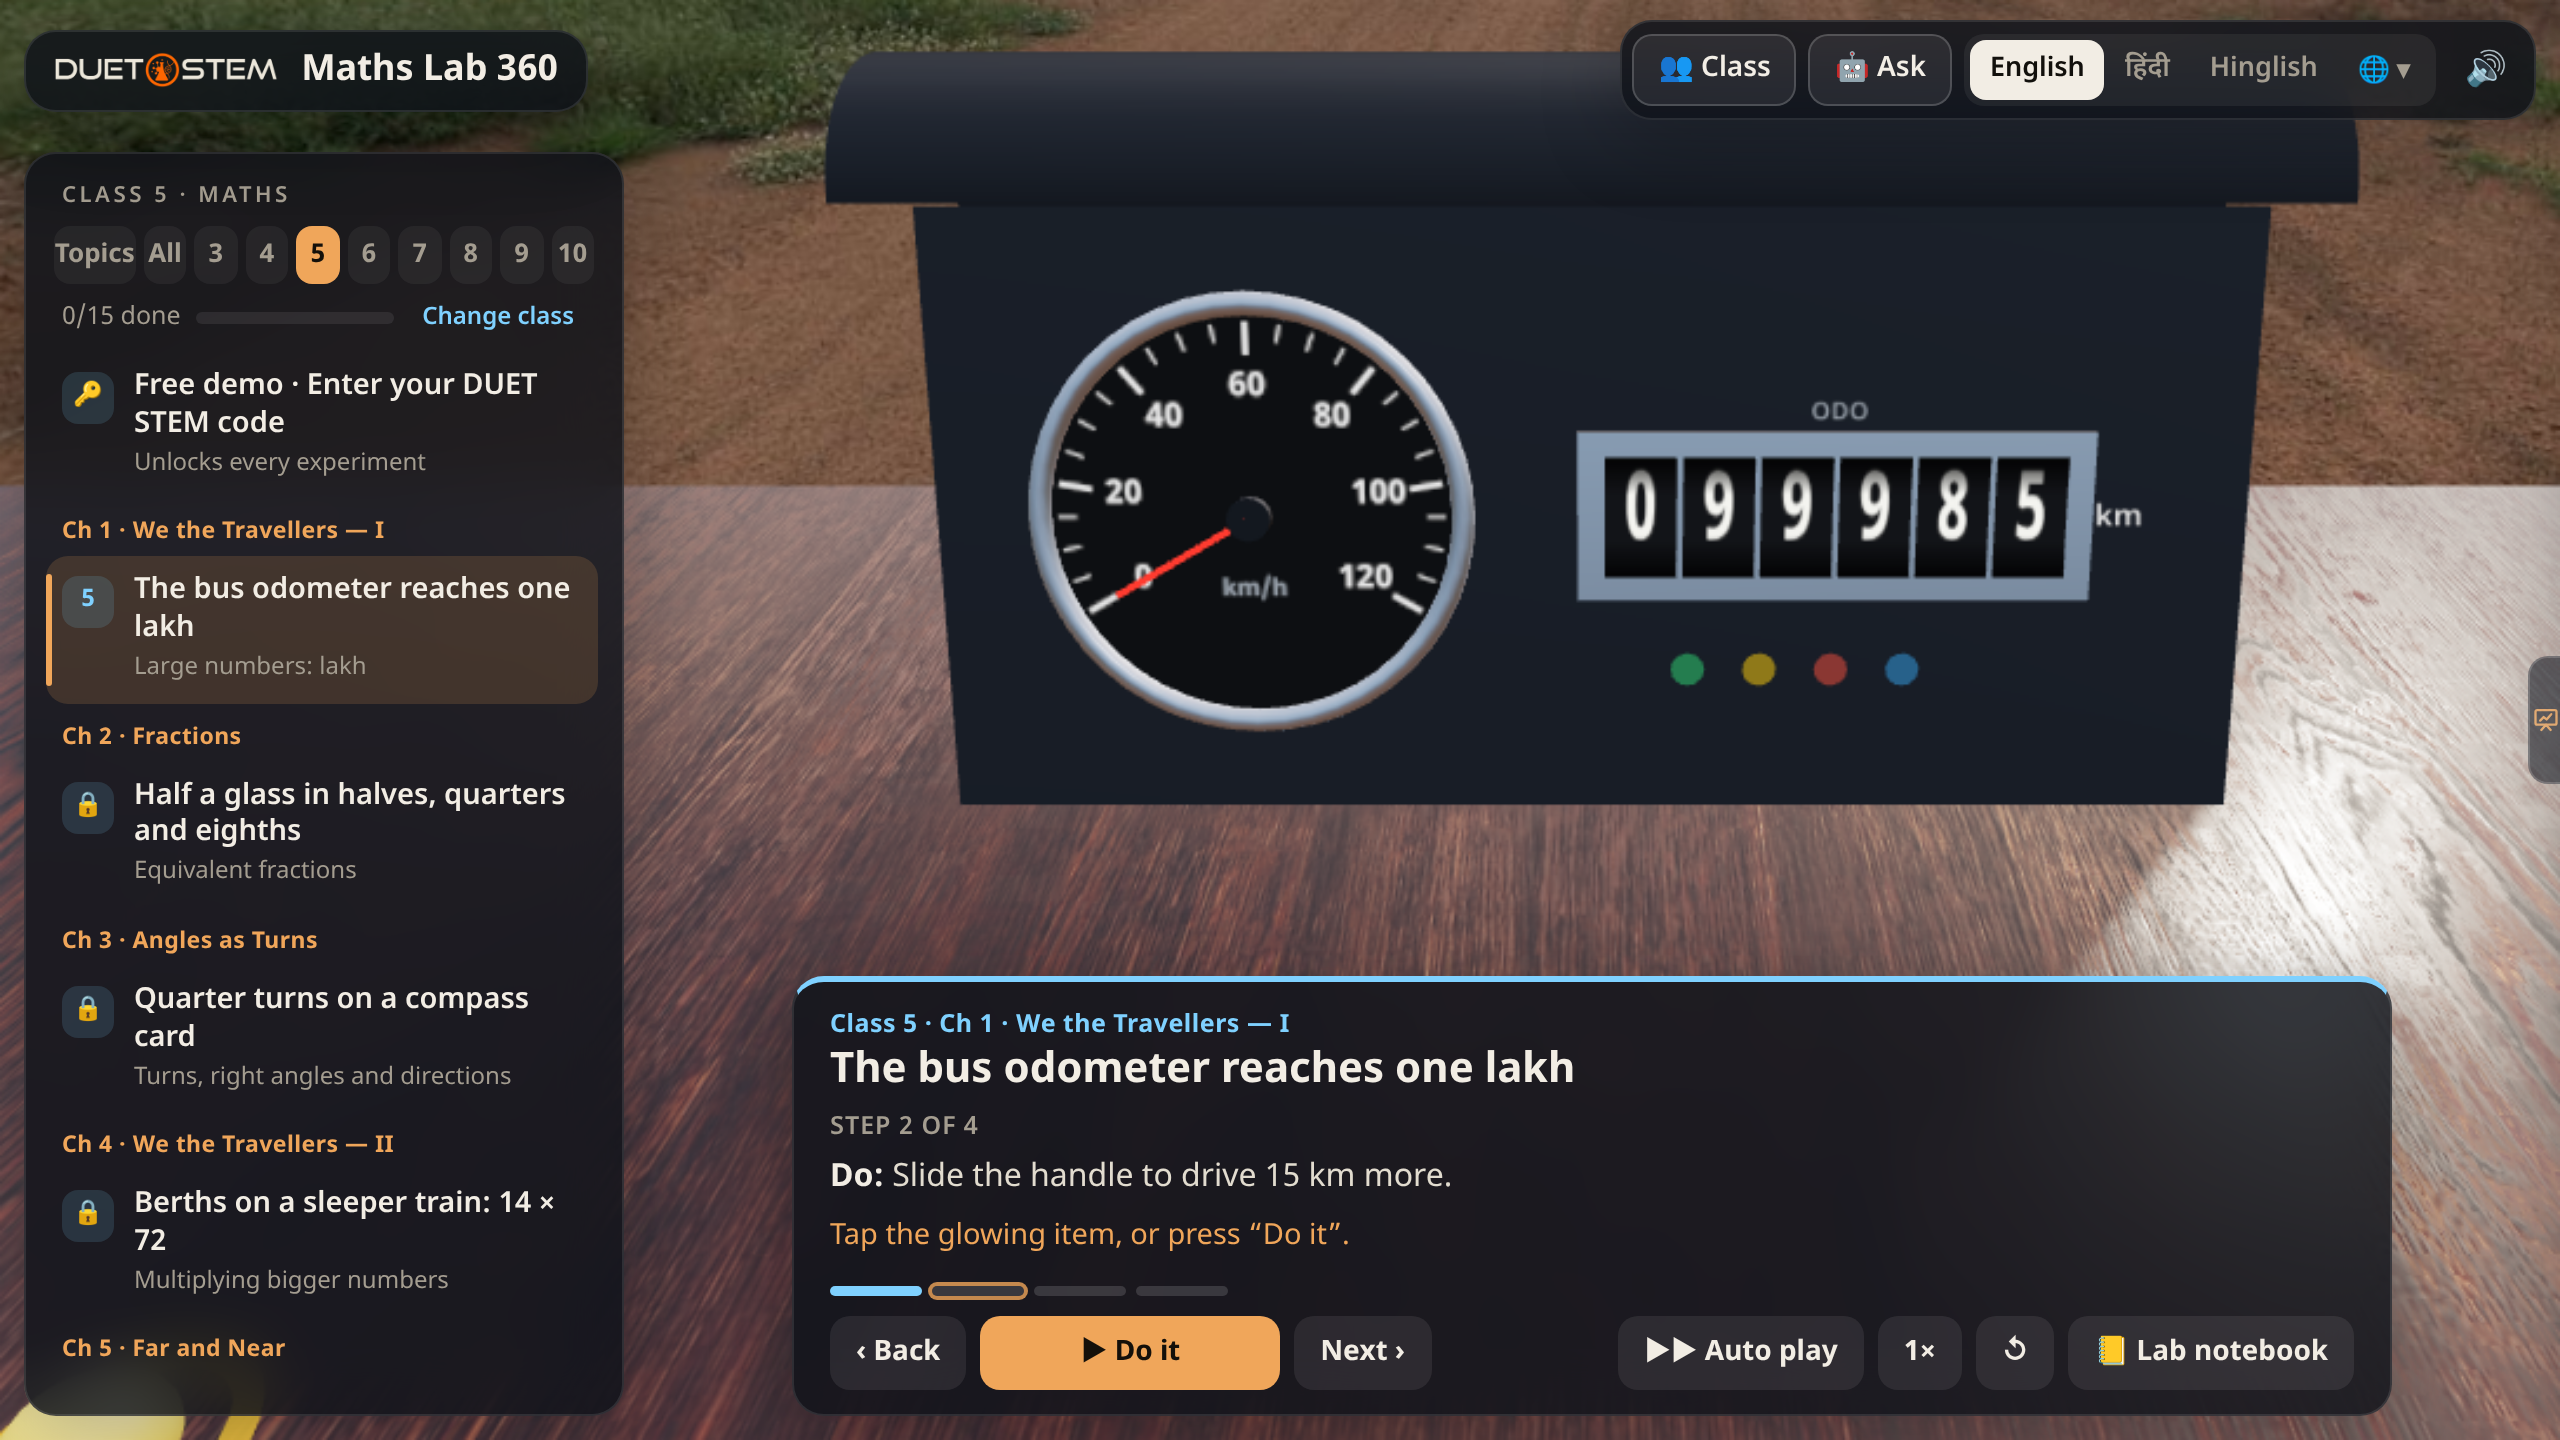 DUET STEM Maths Lab 360
👥 Class
🤖 Ask
English
हिंदी
Hinglish
CLASS 5 · MATHS
Topics All 3 4 5 6 7 8 9 10
0/15 done
Change class
Free demo · Enter your DUET
STEM code
Unlocks every experiment
Ch 1 · We the Travellers — I
5
The bus odometer reaches one
lakh
Large numbers: lakh
Ch 2 · Fractions
Half a glass in halves, quarters
and eighths
Equivalent fractions
Ch 3 · Angles as Turns
Quarter turns on a compass
card
Turns, right angles and directions
Ch 4 · We the Travellers — II
Berths on a sleeper train: 14 ×
72
Multiplying bigger numbers
Ch 5 · Far and Near
0 20 40 60 80 100 120
km/h
ODO
0 9 9 9 8 5 km
Class 5 · Ch 1 · We the Travellers — I
The bus odometer reaches one lakh
STEP 2 OF 4
Do: Slide the handle to drive 15 km more.
Tap the glowing item, or press “Do it”.
‹ Back
▶ Do it
Next ›
▶▶ Auto play
1×
↺
📒 Lab notebook